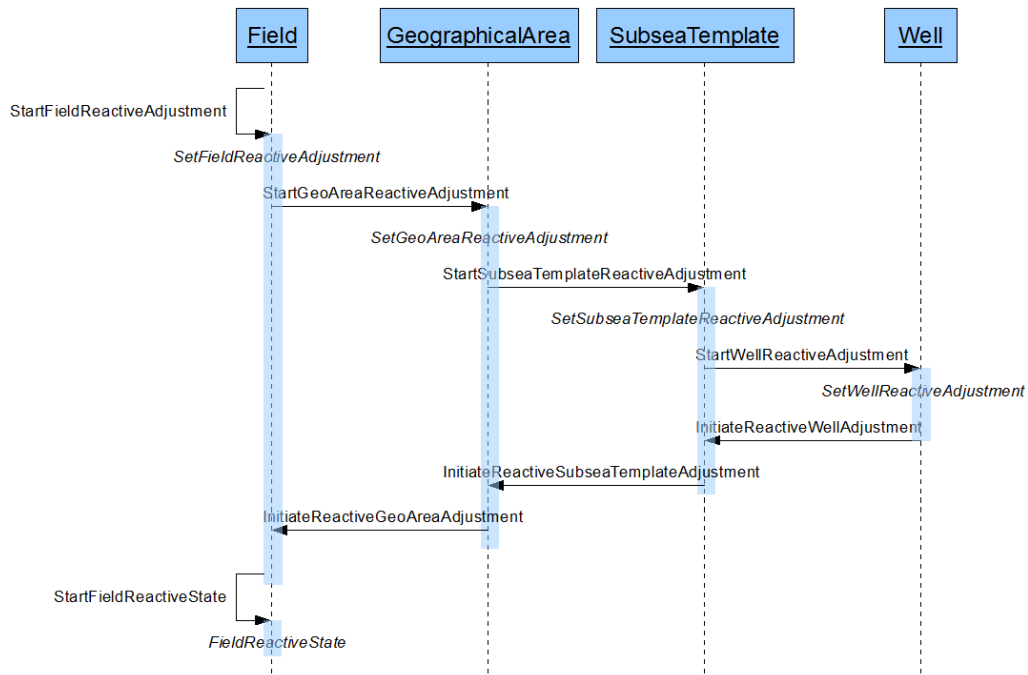 Field
GeographicalArea
SubseaTemplate
Well
StartFieldReactiveAdjustment
SetFieldReactiveAdjustment
StartGeoAreaReactiveAdjustment
SetGeoAreaReactiveAdjustment
StartSubseaTemplateReactiveAdjustment
SetSubseaTemplateReactiveAdjustment
StartWellReactiveAdjustment
SetWellReactiveAdjustment
InitiateReactiveWellAdjustment
InitiateReactiveSubseaTemplateAdjustment
InitiateReactiveGeoAreaAdjustment
StartFieldReactiveState
FieldReactiveState